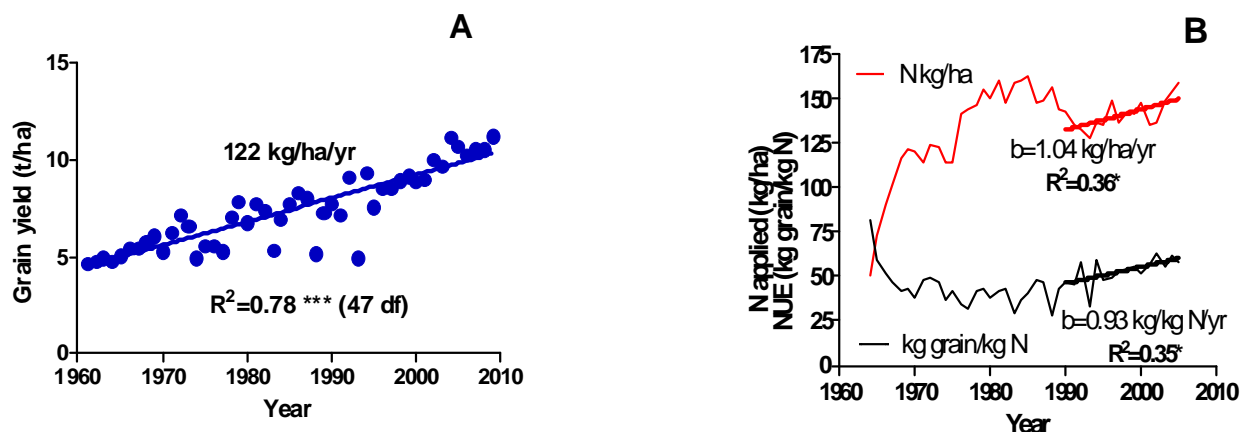 A
Grain yield (t/ha)
15
10
5
0
122 kg/ha/yr
R²=0.78 *** (47 df)
1960 1970 1980 1990 2000 2010
Year
B
N applied (kg/ha)
NUE (kg grain/kg N)
175
150
125
100
75
50
25
0
N kg/ha
b=1.04 kg/ha/yr
R²=0.36*
b=0.93 kg/kg N/yr
kg grain/kg N
R²=0.35*
1960 1970 1980 1990 2000 2010
Year